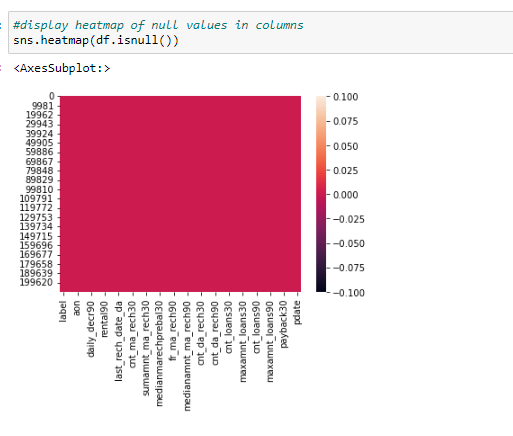 #display heatmap of null values in columns
sns.heatmap(df.isnull())
<AxesSubplot:>
0
9981
19962
29943
39924
49905
59886
69867
79848
89829
99810
109791
119772
129753
139734
149715
159696
169677
179658
189639
199620
0.100
0.075
0.050
0.025
0.000
−0.025
−0.050
−0.075
−0.100
label
aon
daily_decr90
rental90
last_rech_date_da
cnt_ma_rech30
sumamnt_ma_rech30
medianmarechprebal30
fr_ma_rech90
medianamnt_ma_rech90
cnt_da_rech30
cnt_da_rech90
cnt_loans30
maxamnt_loans30
cnt_loans90
maxamnt_loans90
payback30
pdate